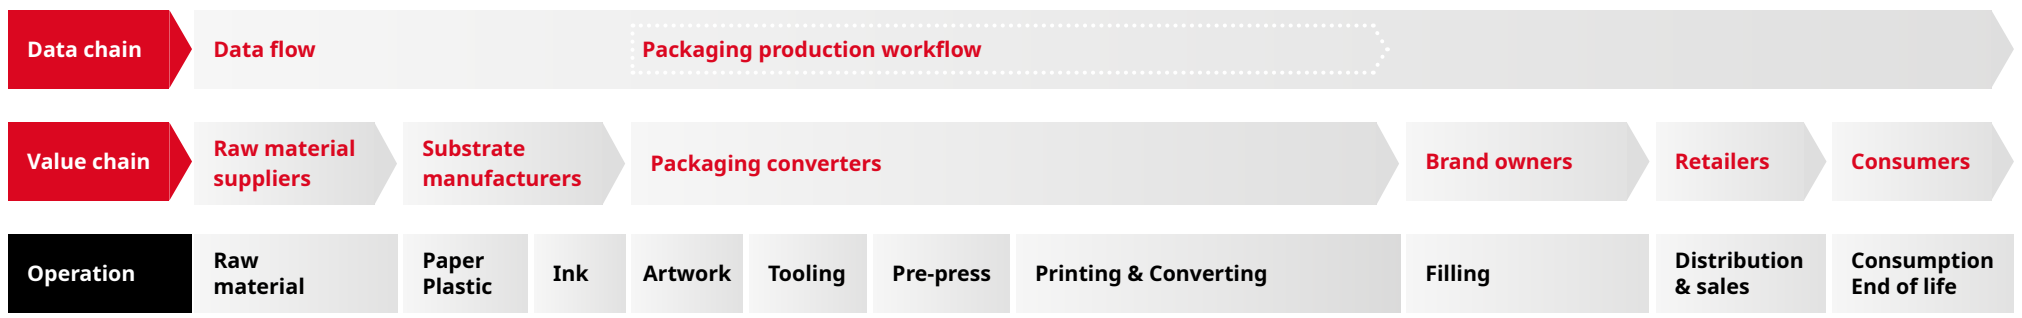 Data chain
Data flow
Packaging production workflow
Value chain
Raw material
suppliers
Substrate
manufacturers
Packaging converters
Brand owners
Retailers
Consumers
Operation
Raw
material
Paper
Plastic
Ink
Artwork
Tooling
Pre-press
Printing & Converting
Filling
Distribution
& sales
Consumption
End of life